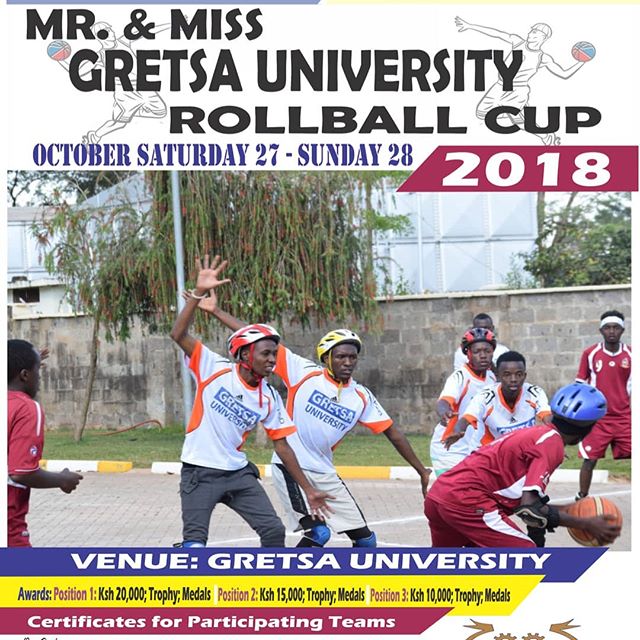 MR. & MISS
GRETSA UNIVERSITY
ROLLBALL CUP
OCTOBER SATURDAY 27 - SUNDAY 28
2018
GRETSA
UNIVERSITY
GRETSA
UNIVERSITY
VENUE: GRETSA UNIVERSITY
Awards: Position 1: Ksh 20,000; Trophy; Medals | Position 2: Ksh 15,000; Trophy; Medals | Position 3: Ksh 10,000; Trophy; Medals
Certificates for Participating Teams